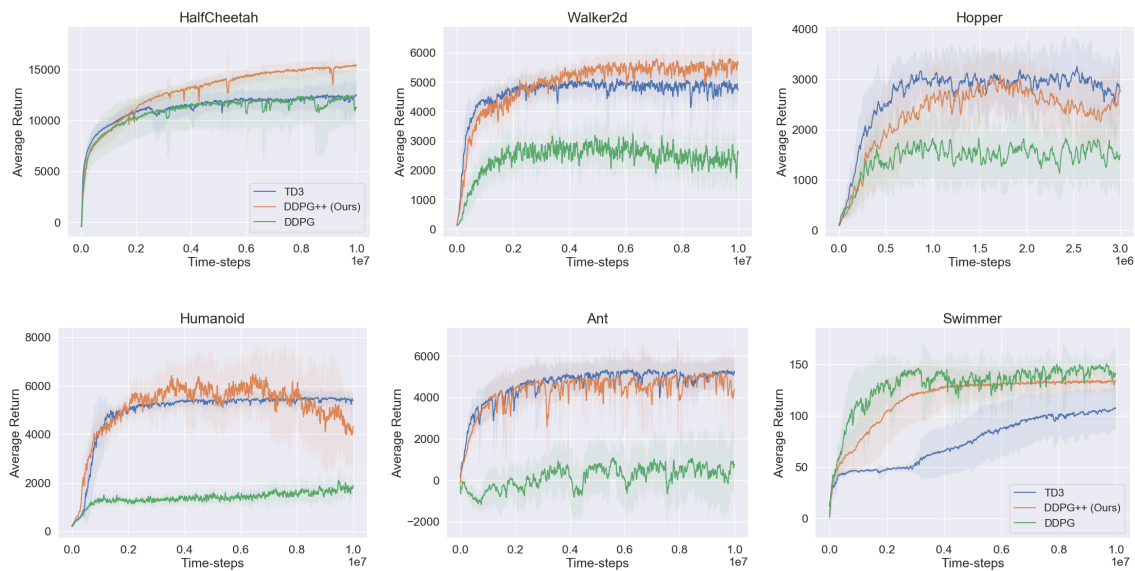 HalfCheetah
Average Return
15000
10000
5000
0
TD3
DDPG++ (Ours)
DDPG
0.0 0.2 0.4 0.6 0.8 1.0
1e7
Time-steps
Walker2d
Average Return
6000
5000
4000
3000
2000
1000
0
0.0 0.2 0.4 0.6 0.8 1.0
1e7
Time-steps
Hopper
Average Return
4000
3000
2000
1000
0
0.0 0.5 1.0 1.5 2.0 2.5 3.0
1e6
Time-steps
Humanoid
Average Return
8000
6000
4000
2000
0
0.0 0.2 0.4 0.6 0.8 1.0
1e7
Time-steps
Ant
Average Return
6000
4000
2000
0
−2000
0.0 0.2 0.4 0.6 0.8 1.0
1e7
Time-steps
Swimmer
Average Return
150
100
50
0
TD3
DDPG++ (Ours)
DDPG
0.0 0.2 0.4 0.6 0.8 1.0
1e7
Time-steps